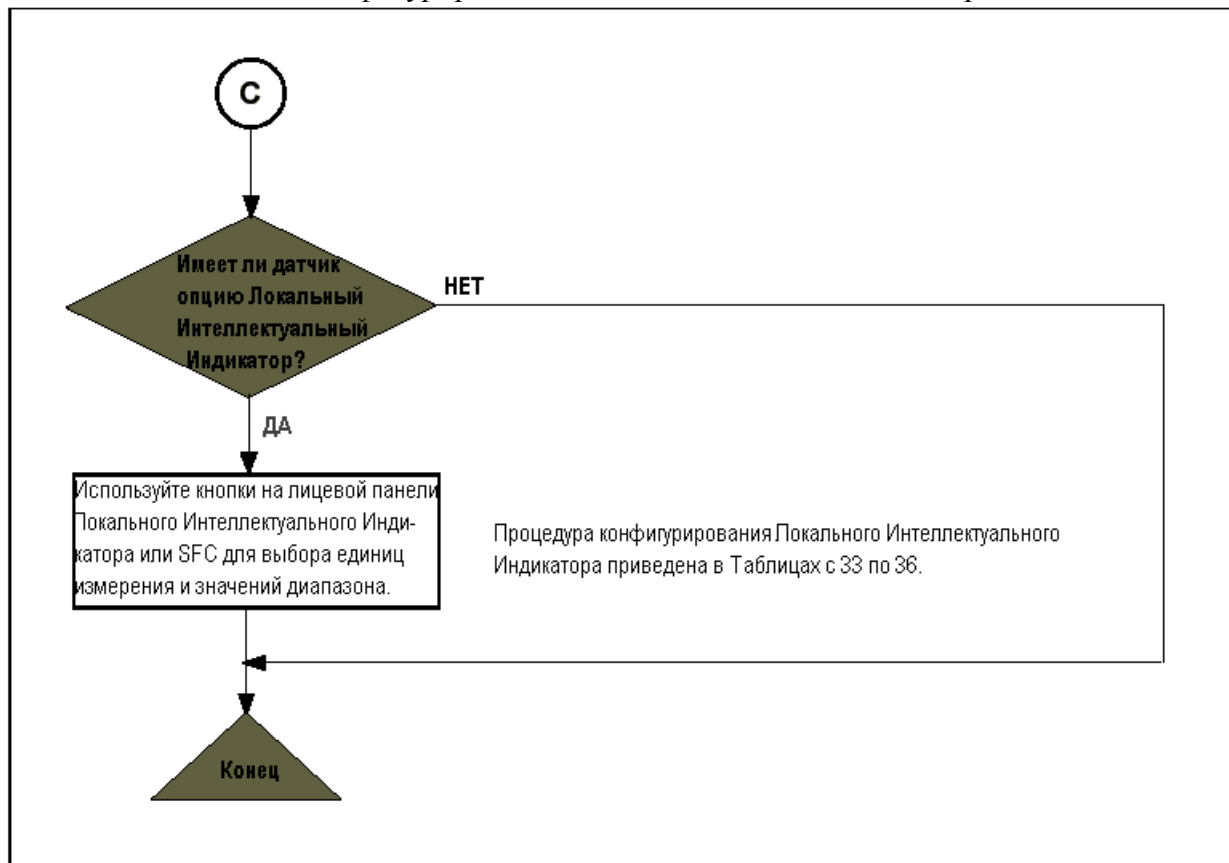 C
Имеет ли датчик
опцию Локальный
Интеллектуальный
Индикатор?
НЕТ
ДА
Используйте кнопки на лицевой панели
Локального Интеллектуального Инди-
катора или SFC для выбора единиц
измерения и значений диапазона.
Процедура конфигурирования Локального Интеллектуального
Индикатора приведена в Таблицах с 33 по 36.
Конец